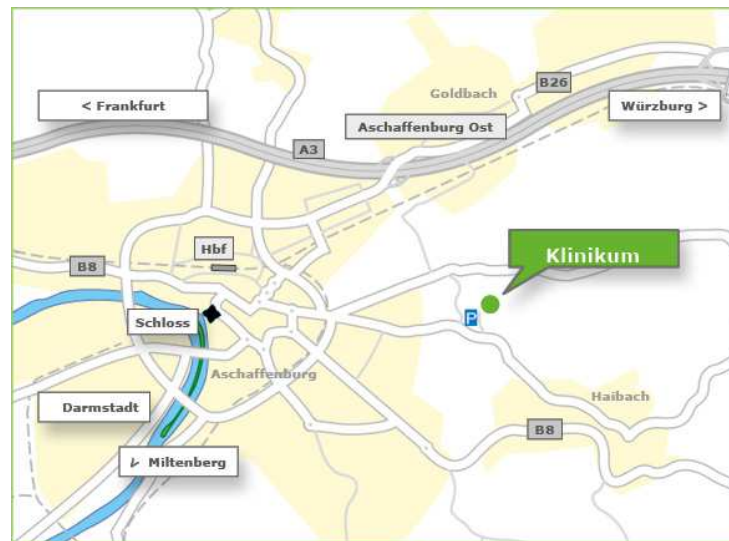 Goldbach
B26
< Frankfurt
Würzburg >
Aschaffenburg Ost
A3
Hbf
Klinikum
B8
P
Schloss
Aschaffenburg
Haibach
Darmstadt
B8
< Miltenberg